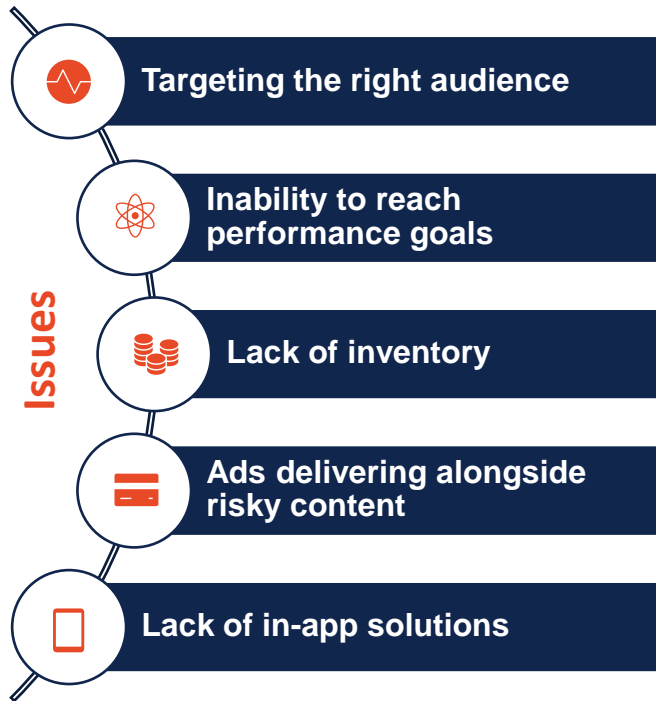 Issues
Targeting the right audience
Inability to reach
performance goals
Lack of inventory
Ads delivering alongside
risky content
Lack of in-app solutions